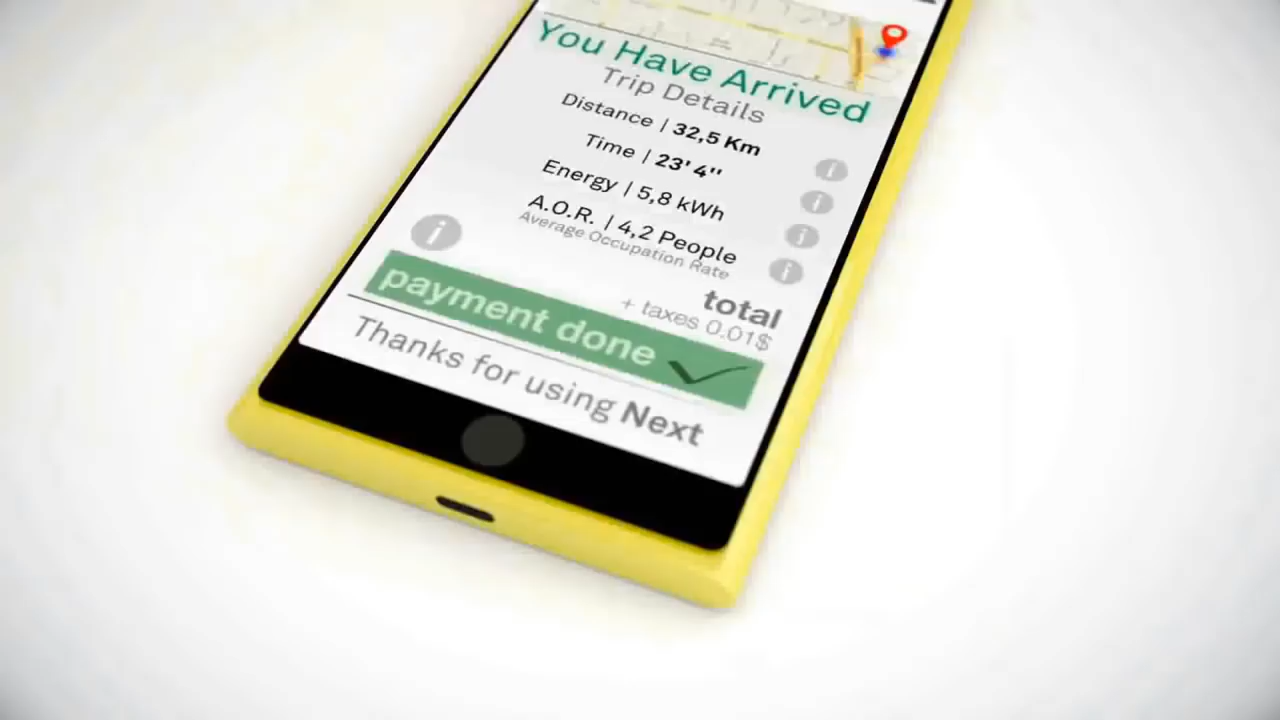 You Have Arrived
Trip Details
Distance | 32,5 Km
Time | 23' 4''
Energy | 5,8 kWh
A.O.R. | 4,2 People
Average Occupation Rate
total
+ taxes 0.01$
payment done
Thanks for using Next